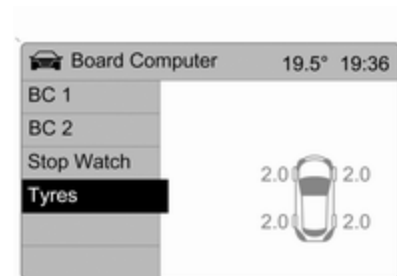 Board Computer 19.5° 19:36
BC 1
BC 2
Stop Watch
2.0 2.0
Tyres
2.0 2.0